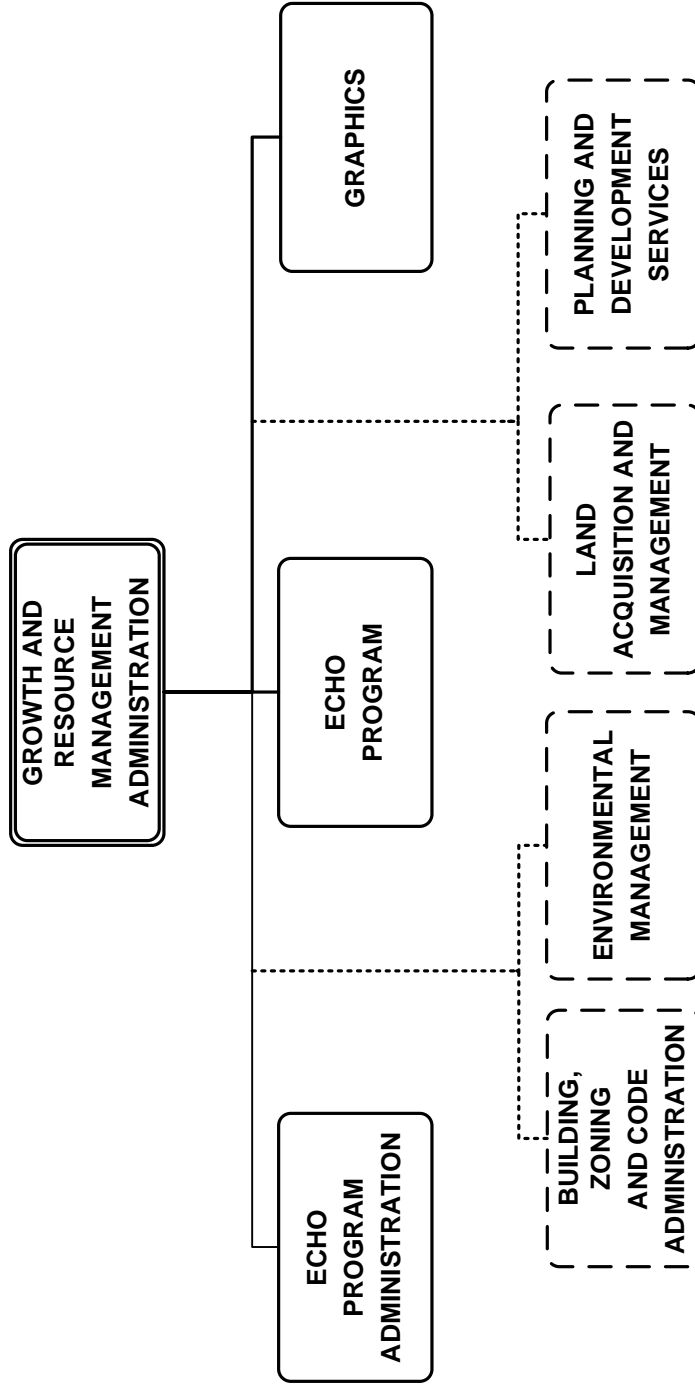 GROWTH AND
RESOURCE
MANAGEMENT
ADMINISTRATION
ECHO
PROGRAM
ADMINISTRATION
ECHO
PROGRAM
GRAPHICS
BUILDING,
ZONING
AND CODE
ADMINISTRATION
ENVIRONMENTAL
MANAGEMENT
LAND
ACQUISITION AND
MANAGEMENT
PLANNING AND
DEVELOPMENT
SERVICES